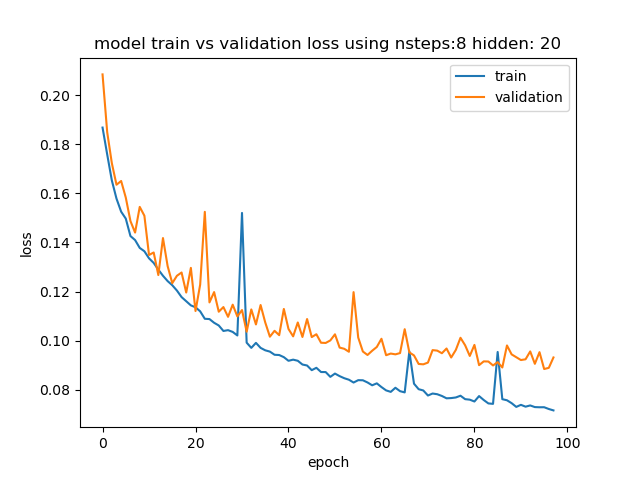 model train vs validation loss using nsteps:8 hidden: 20
train
validation
loss
0.20
0.18
0.16
0.14
0.12
0.10
0.08
0 20 40 60 80 100
epoch